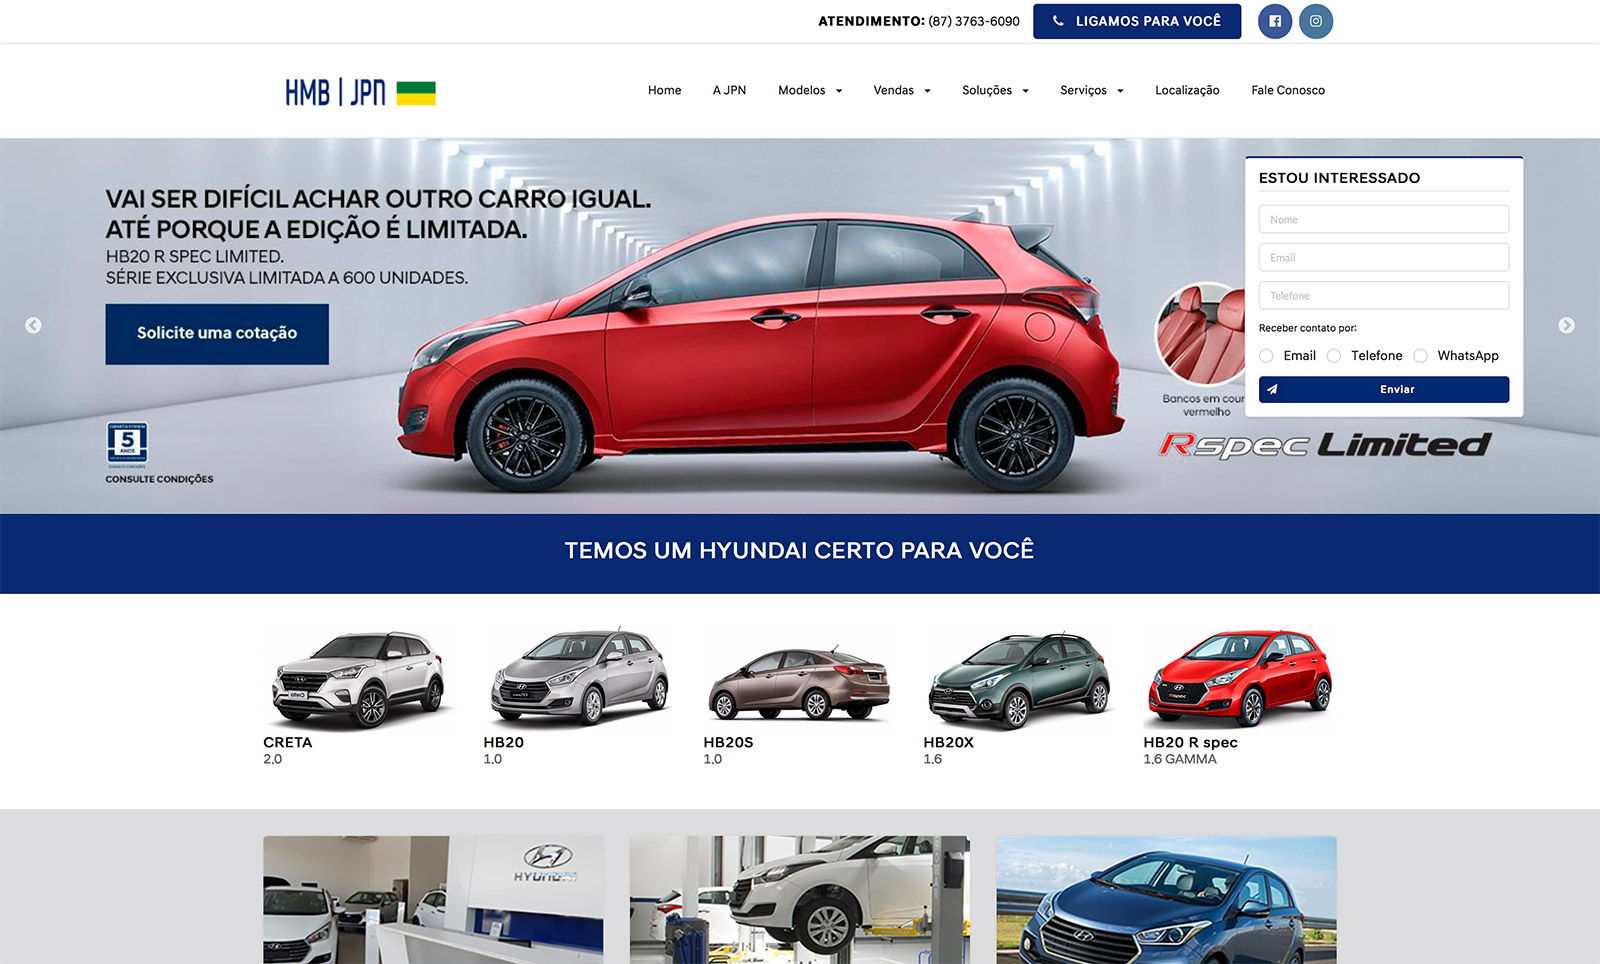 ATENDIMENTO: (87) 3763-6090
LIGAMOS PARA VOCÊ
HMB | JPN
Home
A JPN
Modelos
Vendas
Soluções
Serviços
Localização
Fale Conosco
VAI SER DIFÍCIL ACHAR OUTRO CARRO IGUAL.
ATÉ PORQUE A EDIÇÃO É LIMITADA.
HB20 R SPEC LIMITED.
SÉRIE EXCLUSIVA LIMITADA A 600 UNIDADES.
Solicite uma cotação
5
ANOS
CONSULTE CONDIÇÕES
ESTOU INTERESSADO
Nome
Email
Telefone
Receber contato por:
Email
Telefone
WhatsApp
Enviar
Bancos em cour
vermelho
Rspec Limited
TEMOS UM HYUNDAI CERTO PARA VOCÊ
CRETA
2.0
HB20
1.0
HB20S
1.0
HB20X
1.6
HB20 R spec
1.6 GAMMA
HYUNDAI